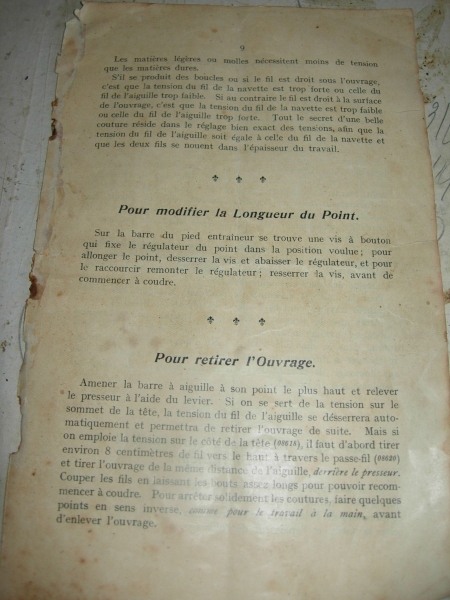 9
Les matières légères ou molles nécessitent moins de tension
que les matières dures.
S'il se produit des boucles ou si le fil est droit sous l'ouvrage,
c'est que la tension du fil de la navette est trop forte ou celle du
fil de l'aiguille trop faible. Si au contraire le fil est droit à la surface
de l'ouvrage, c'est que la tension du fil de la navette est trop faible
ou celle du fil de l'aiguille trop forte. Tout le secret d'une belle
couture réside dans le réglage bien exact des tensions, afin que la
tension du fil de l'aiguille soit égale à celle du fil de la navette et
que les deux fils se nouent dans l'épaisseur du travail.
Pour modifier la Longueur du Point.
Sur la barre du pied entraineur se trouve une vis à bouton
qui fixe le régulateur du point dans la position voulue; pour
allonger le point, desserrer la vis et abaisser le régulateur, et pour
le raccourcir remonter le régulateur; resserrer la vis, avant de
commencer à coudre.
Pour retirer l'Ouvrage.
Amener la barre à aiguille à son point le plus haut et relever
le presseur à l'aide du levier. Si on se sert de la tension sur le
sommet de la tête, la tension du fil de l'aiguille se désserrera auto-
matiquement et permettra de retirer l'ouvrage de suite. Mais si
on emploie la tension sur le côté de la tête (08618), il faut d'abord tirer
environ 8 centimètres de fil vers le haut à travers le passe-fil (08620)
et tirer l'ouvrage de la même distance de l'aiguille, derrière le presseur.
Couper les fils en laissant les bouts assez longs pour pouvoir recom-
mencer à coudre. Pour arrêter solidement les coutures, faire quelques
points en sens inverse, comme pour le travail à la main, avant
d'enlever l'ouvrage.